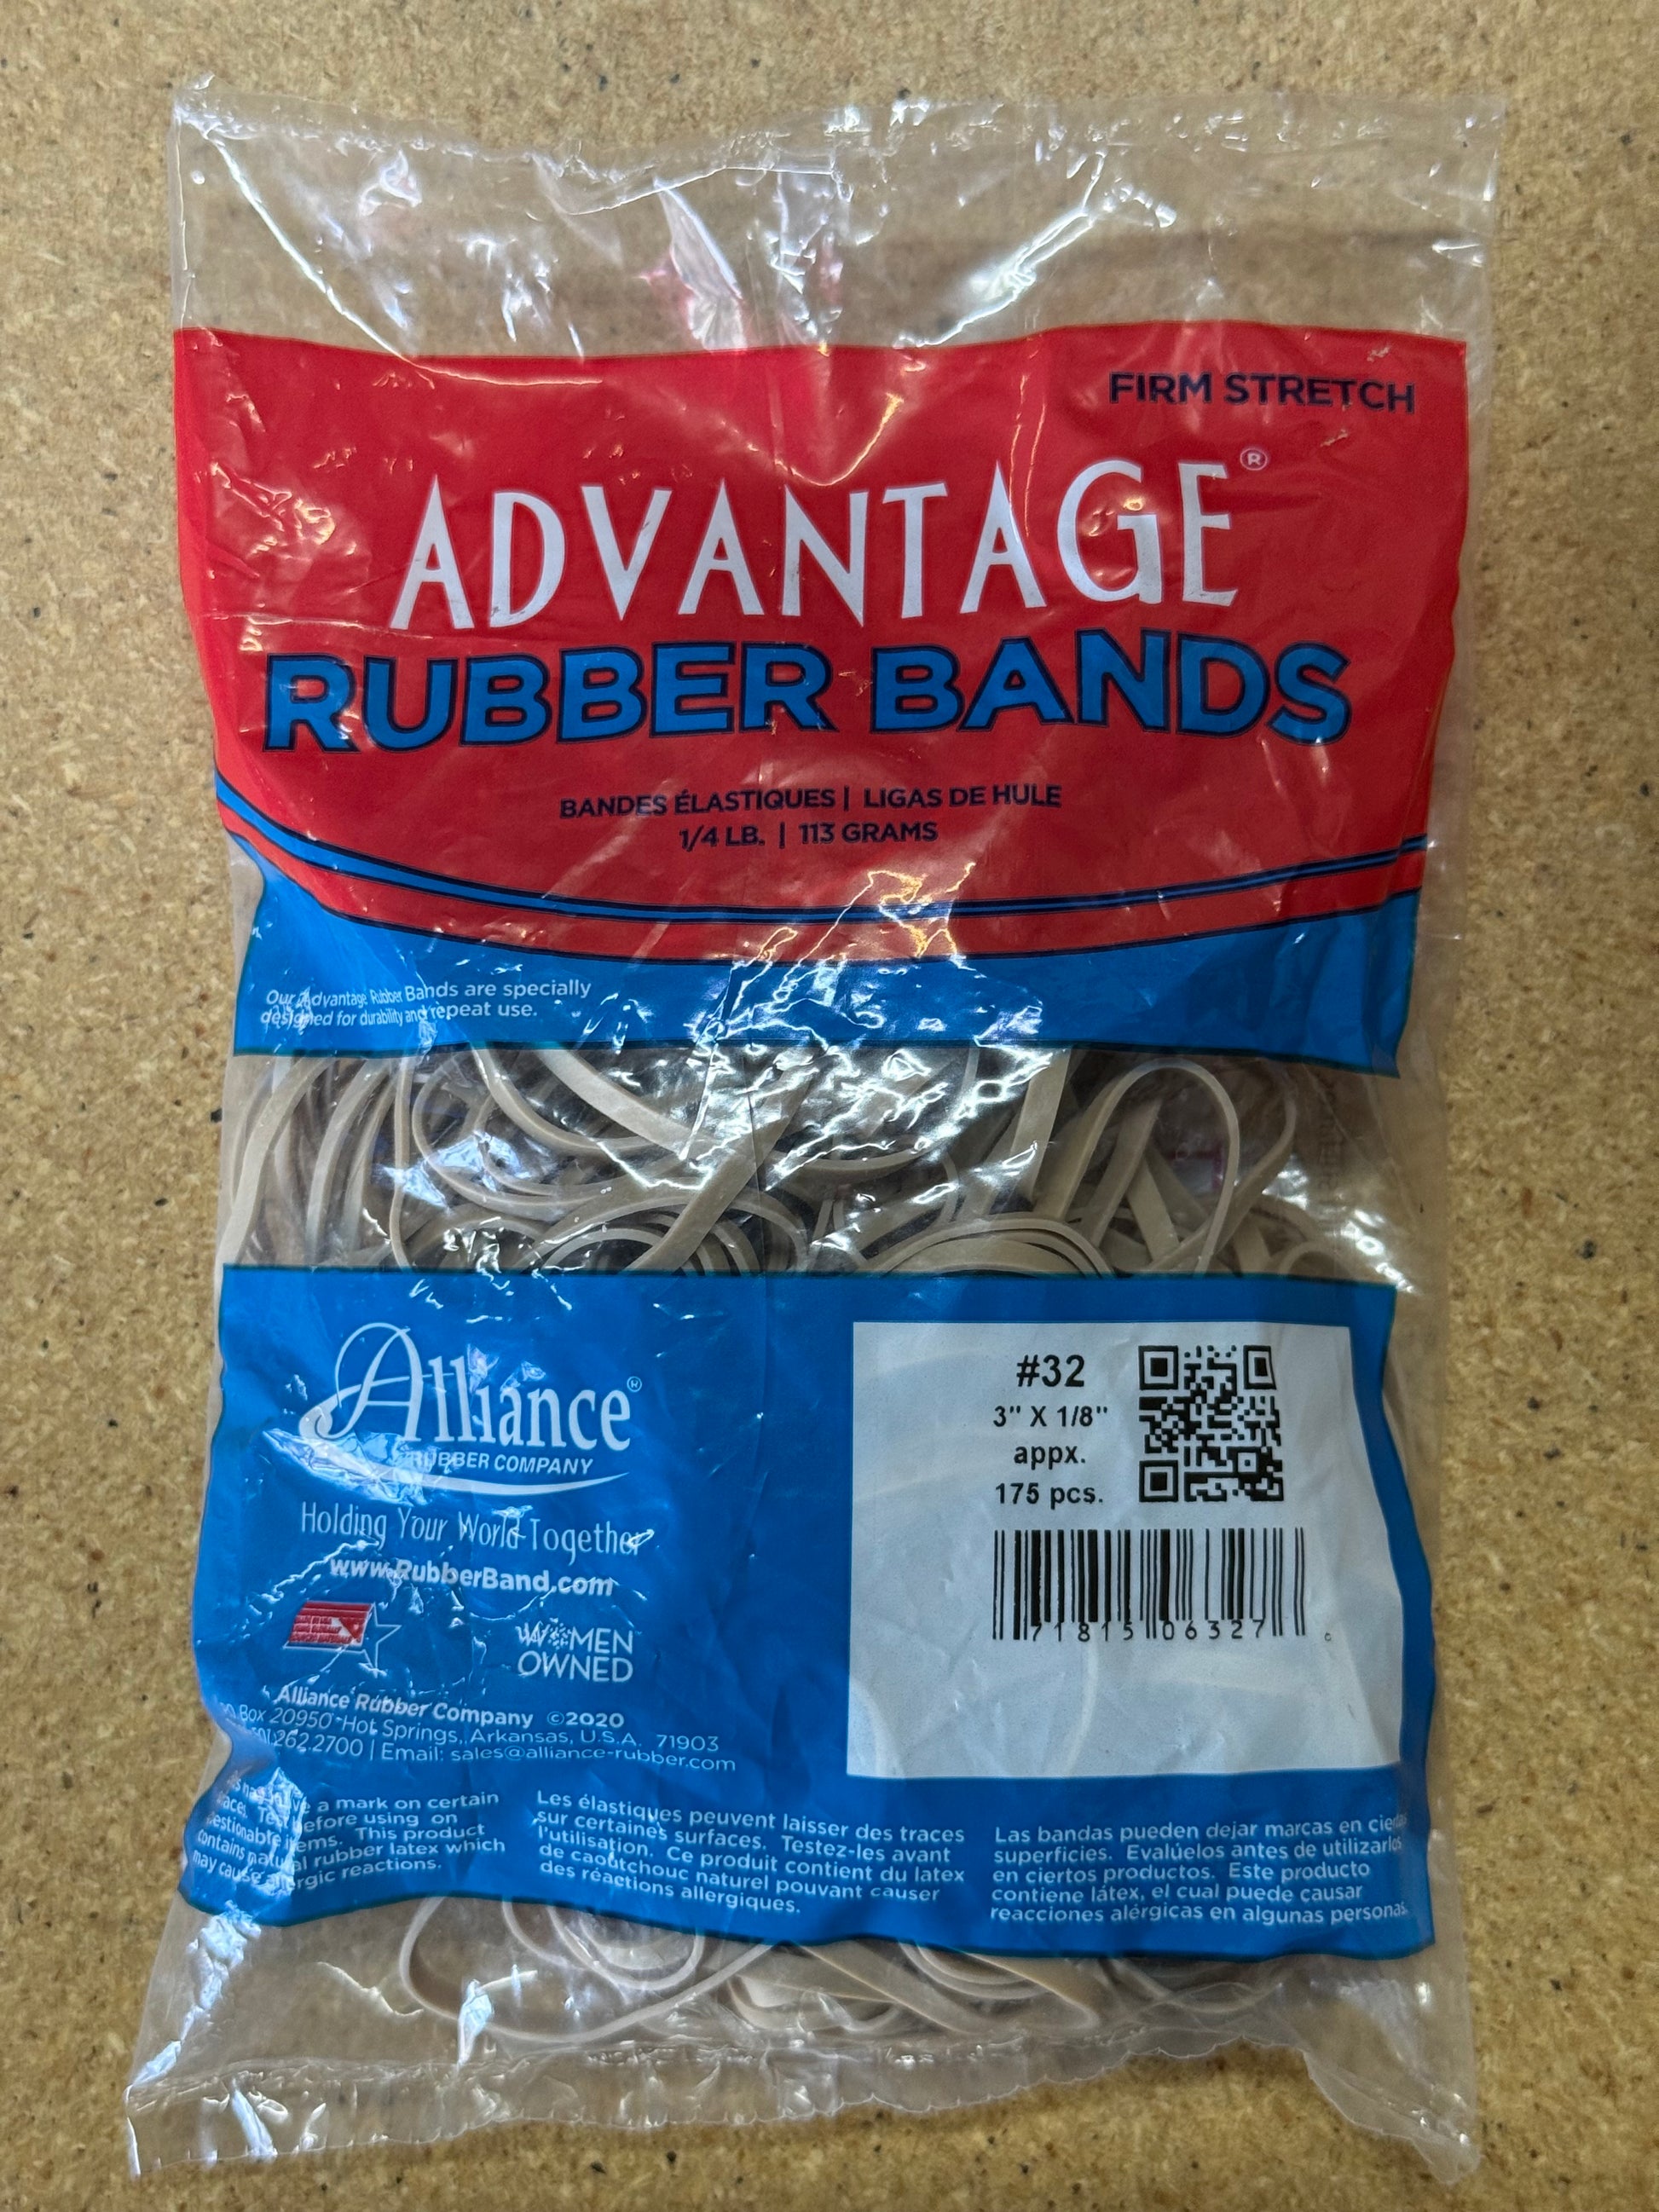 FIRM STRETCH
ADVANTAGE®
RUBBER BANDS
BANDES ÉLASTIQUES | LIGAS DE HULE
1/4 LB. | 113 GRAMS
Our Advantage Rubber Bands are specially
designed for durability and repeat use.
Alliance®
RUBBER COMPANY
Holding Your World Together
www.RubberBand.com
WOMEN
OWNED
Alliance Rubber Company ©2020
Box 20950 Hot Springs, Arkansas, U.S.A. 71903
262.2700 | Email: sales@alliance-rubber.com
a mark on certain
before using on
items. This product
contains natural rubber latex which
may cause allergic reactions.
Les élastiques peuvent laisser des traces
sur certaines surfaces. Testez-les avant
l'utilisation. Ce produit contient du latex
de caoutchouc naturel pouvant causer
des réactions allergiques.
Las bandas pueden dejar marcas en ciertas
superficies. Evalúelos antes de utilizarlos
en ciertos productos. Este producto
contiene látex, el cual puede causar
reacciones alérgicas en algunas personas.
#32
3" X 1/8"
appx.
175 pcs.
71815 06327
c